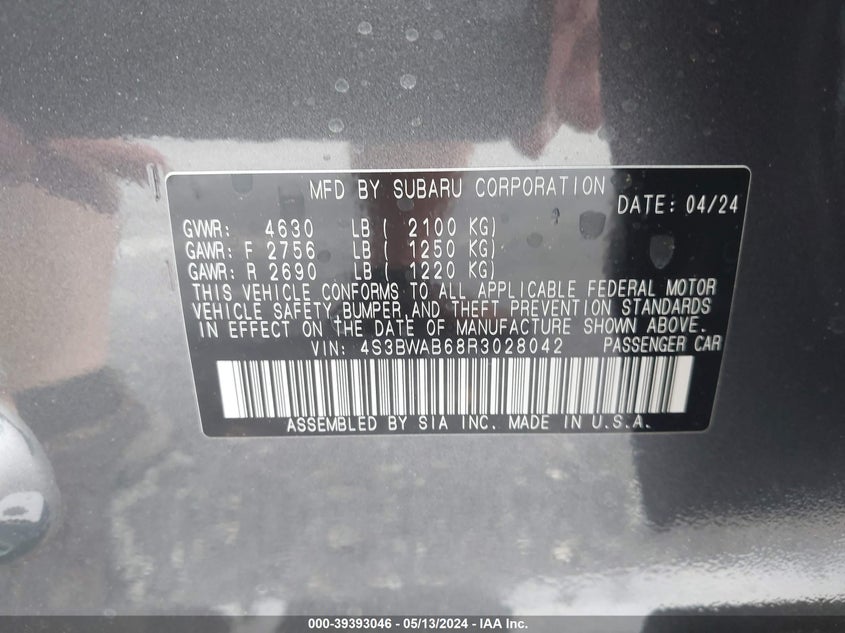 MFD BY SUBARU CORPORATION
DATE: 04/24
GVWR: 4630 LB ( 2100 KG)
GAWR: F 2756 LB ( 1250 KG)
GAWR: R 2690 LB ( 1220 KG)
THIS VEHICLE CONFORMS TO ALL APPLICABLE FEDERAL MOTOR
VEHICLE SAFETY,BUMPER,AND THEFT PREVENTION STANDARDS
IN EFFECT ON THE DATE OF MANUFACTURE SHOWN ABOVE.
VIN: 4S3BWAB68R3028042 PASSENGER CAR
ASSEMBLED BY SIA INC. MADE IN U.S.A.
000-39393046 - 05/13/2024 - IAA Inc.